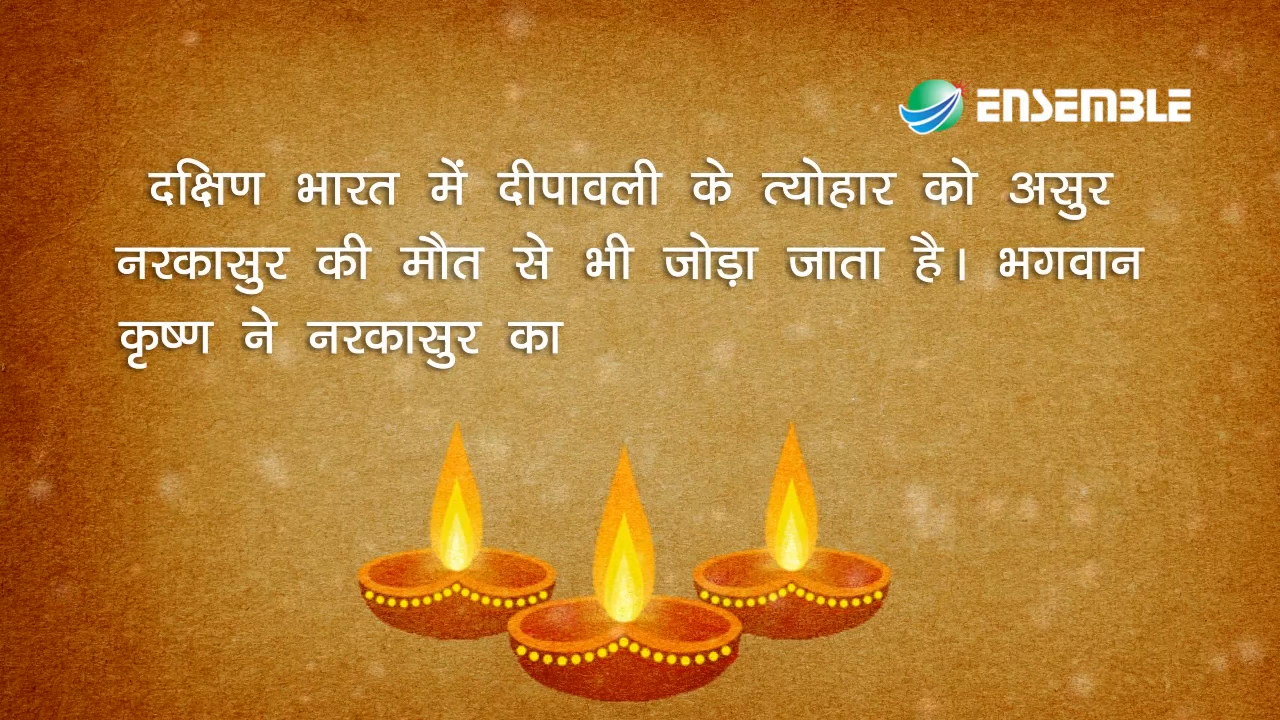 ENSEMBLE
दक्षिण भारत में दीपावली के त्योहार को असुर
नरकासुर की मौत से भी जोड़ा जाता है। भगवान
कृष्ण ने नरकासुर का